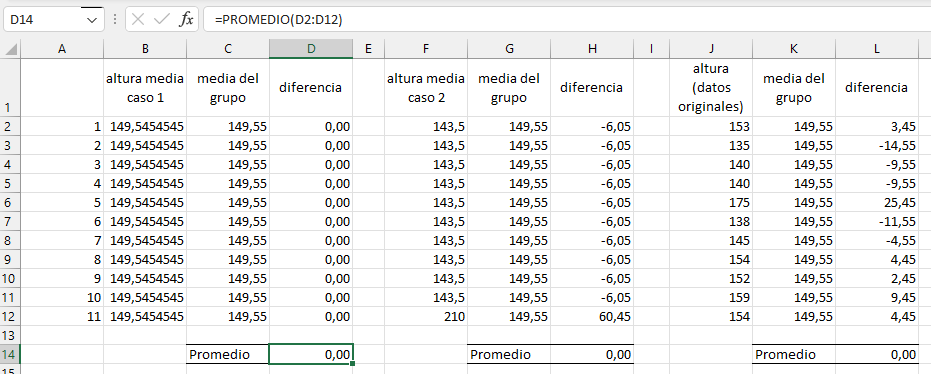 D14 fx =PROMEDIO(D2:D12)
A B C D E F G H I J K L
1 altura media caso 1 media del grupo diferencia altura media caso 2 media del grupo diferencia altura (datos originales) media del grupo diferencia
2 1 149,5454545 149,55 0,00 143,5 149,55 -6,05 153 149,55 3,45
3 2 149,5454545 149,55 0,00 143,5 149,55 -6,05 135 149,55 -14,55
4 3 149,5454545 149,55 0,00 143,5 149,55 -6,05 140 149,55 -9,55
5 4 149,5454545 149,55 0,00 143,5 149,55 -6,05 140 149,55 -9,55
6 5 149,5454545 149,55 0,00 143,5 149,55 -6,05 175 149,55 25,45
7 6 149,5454545 149,55 0,00 143,5 149,55 -6,05 138 149,55 -11,55
8 7 149,5454545 149,55 0,00 143,5 149,55 -6,05 145 149,55 -4,55
9 8 149,5454545 149,55 0,00 143,5 149,55 -6,05 154 149,55 4,45
10 9 149,5454545 149,55 0,00 143,5 149,55 -6,05 152 149,55 2,45
11 10 149,5454545 149,55 0,00 143,5 149,55 -6,05 159 149,55 9,45
12 11 149,5454545 149,55 0,00 210 149,55 60,45 154 149,55 4,45
13
14 Promedio 0,00 Promedio 0,00 Promedio 0,00
15